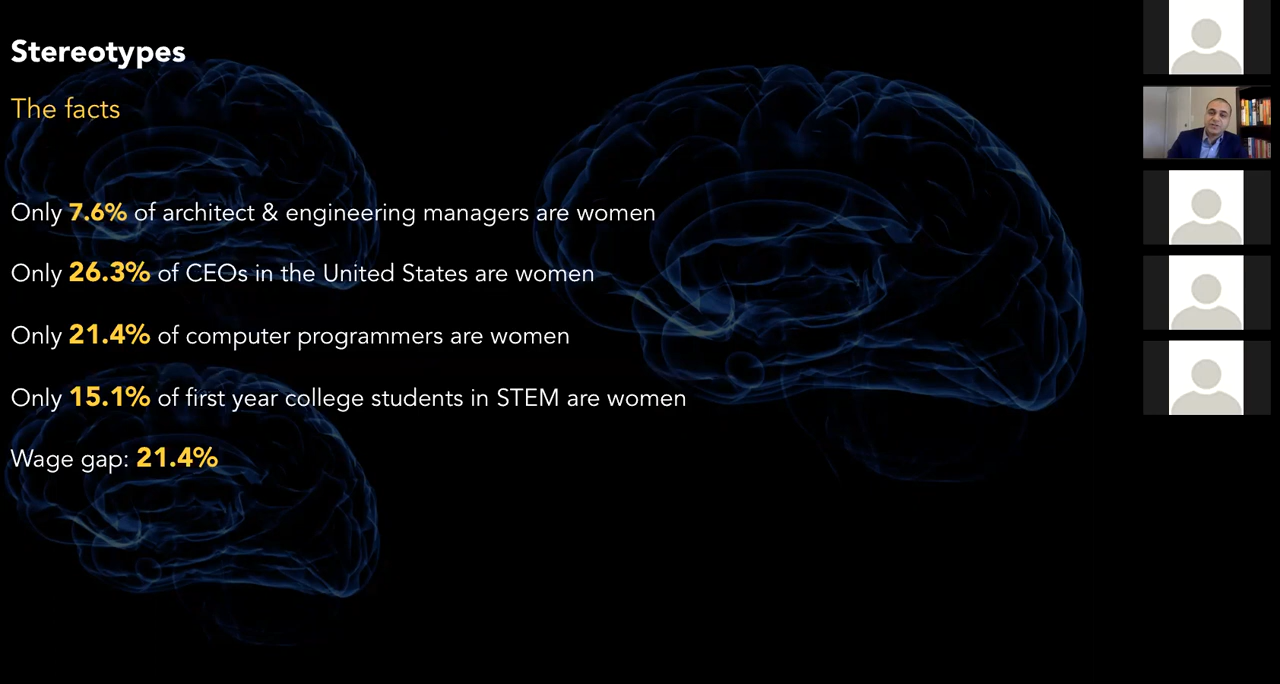 Stereotypes
The facts
Only 7.6% of architect & engineering managers are women
Only 26.3% of CEOs in the United States are women
Only 21.4% of computer programmers are women
Only 15.1% of first year college students in STEM are women
Wage gap: 21.4%